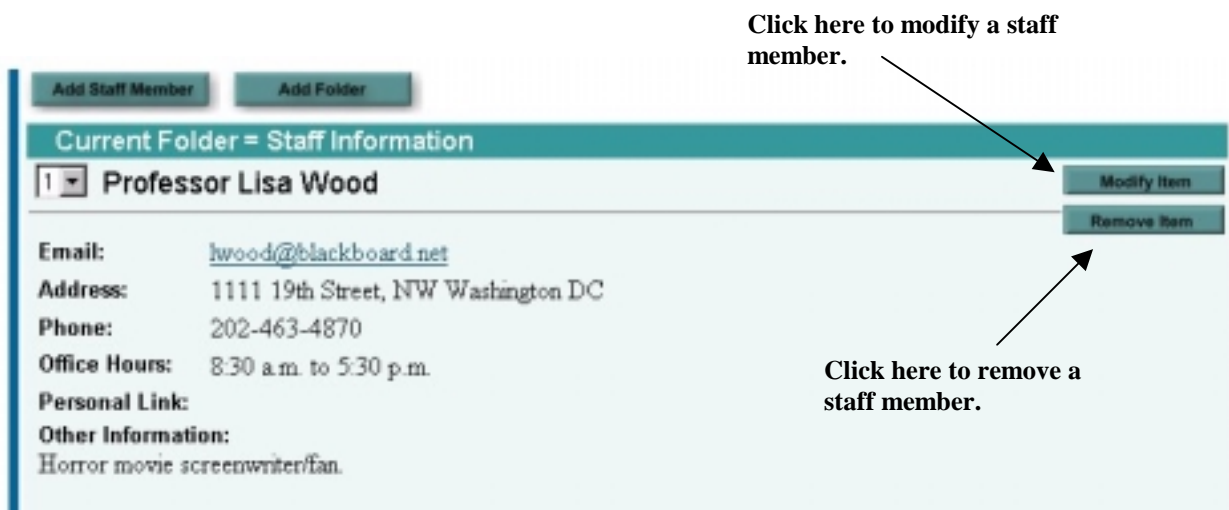 Click here to modify a staff
member.
Add Staff Member Add Folder
Current Folder = Staff Information
1 Professor Lisa Wood
Modify Item
Remove Item
Email: lwood@blackboard.net
Address: 1111 19th Street, NW Washington DC
Phone: 202-463-4870
Office Hours: 8:30 a.m. to 5:30 p.m.
Personal Link:
Other Information:
Horror movie screenwriter/fan.
Click here to remove a
staff member.